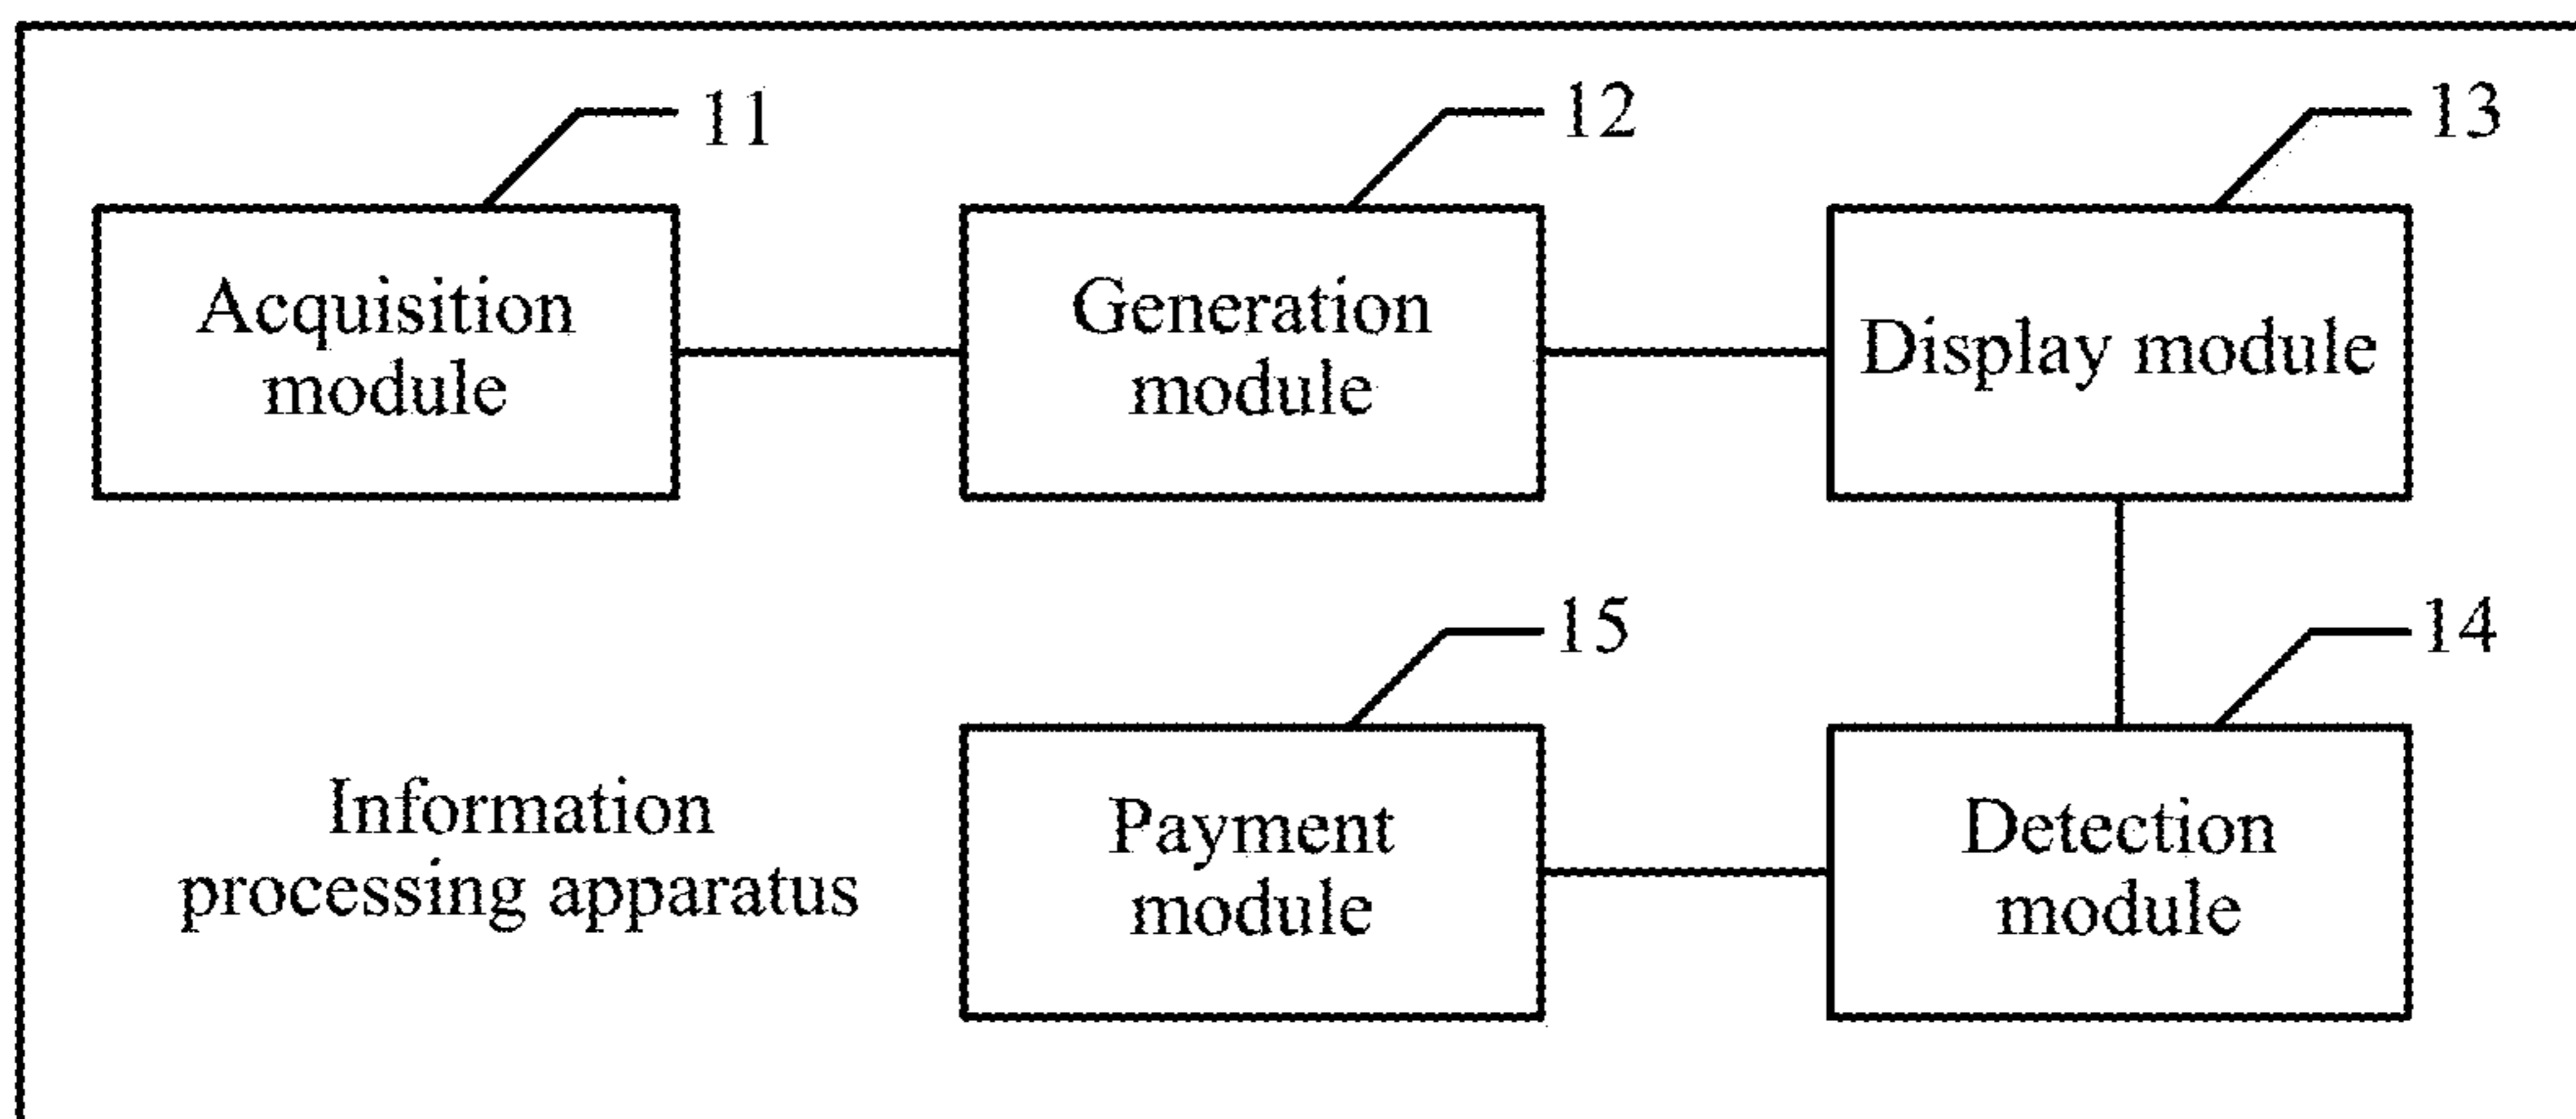 11
12
13
Acquisition
module
Generation
module
Display module
15
14
Information
processing apparatus
Payment
module
Detection
module